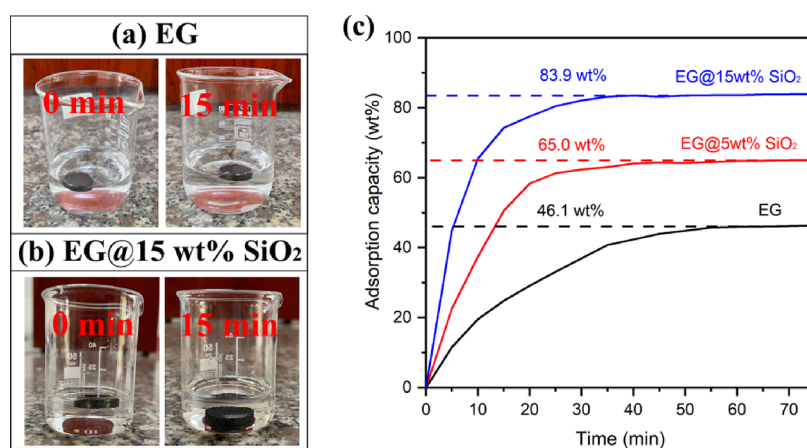 (a) EG
0 min
15 min
(b) EG@15 wt% SiO₂
0 min
15 min
(c)
Adsorption capacity (wt%)
100
80
60
40
20
0
83.9 wt%
EG@15wt% SiO₂
65.0 wt%
EG@5wt% SiO₂
46.1 wt%
EG
0
10
20
30
40
50
60
70
Time (min)